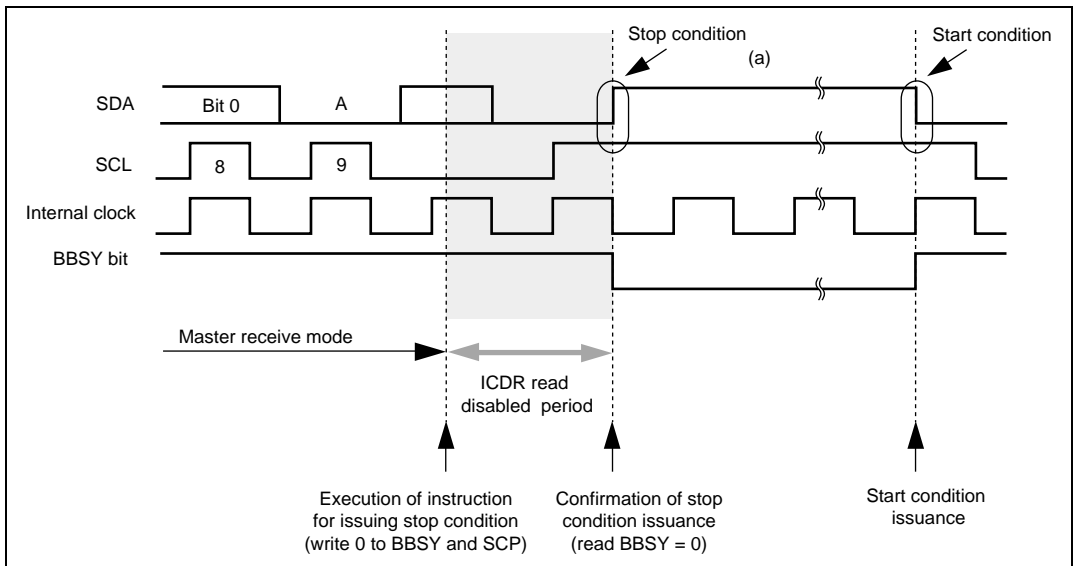 Stop condition
Start condition
(a)
SDA
Bit 0
A
SCL
8
9
Internal clock
BBSY bit
Master receive mode
ICDR read
disabled period
Execution of instruction
for issuing stop condition
(write 0 to BBSY and SCP)
Confirmation of stop
condition issuance
(read BBSY = 0)
Start condition
issuance